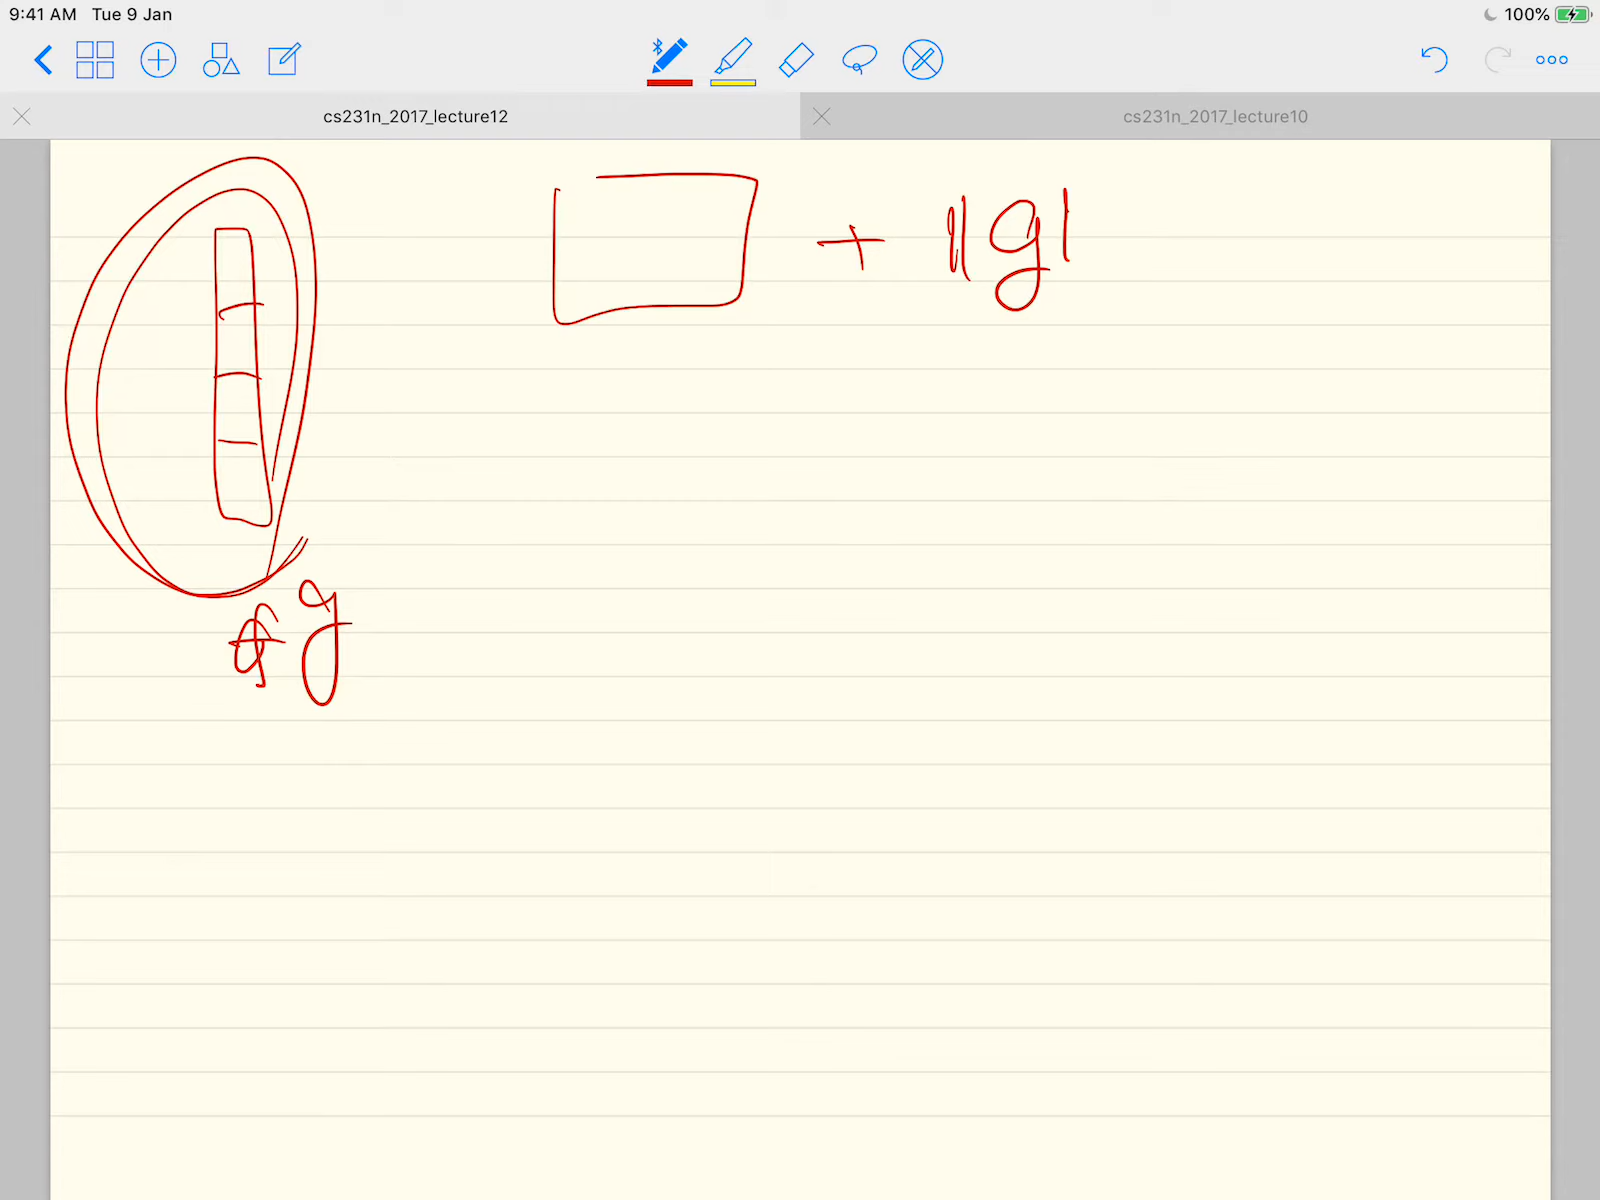 9:41 AM Tue 9 Jan 100%
cs231n_2017_lecture12 cs231n_2017_lecture10
+ ||g|
g